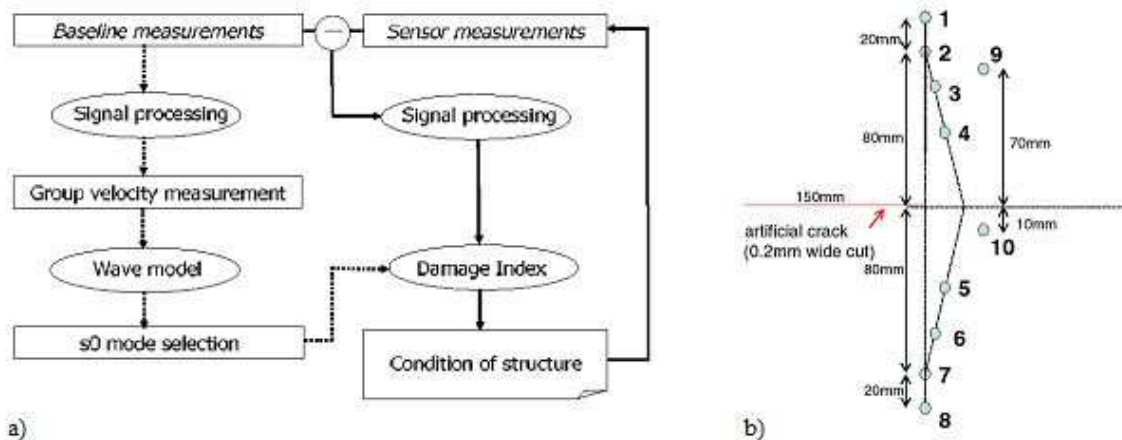 Baseline measurements
Sensor measurements
Signal processing
Signal processing
Group velocity measurement
Wave model
Damage Index
s0 mode selection
Condition of structure
a)
1
20mm
2
9
3
4
80mm
70mm
150mm
10mm
artificial crack
(0.2mm wide cut)
10
80mm
5
6
7
20mm
8
b)